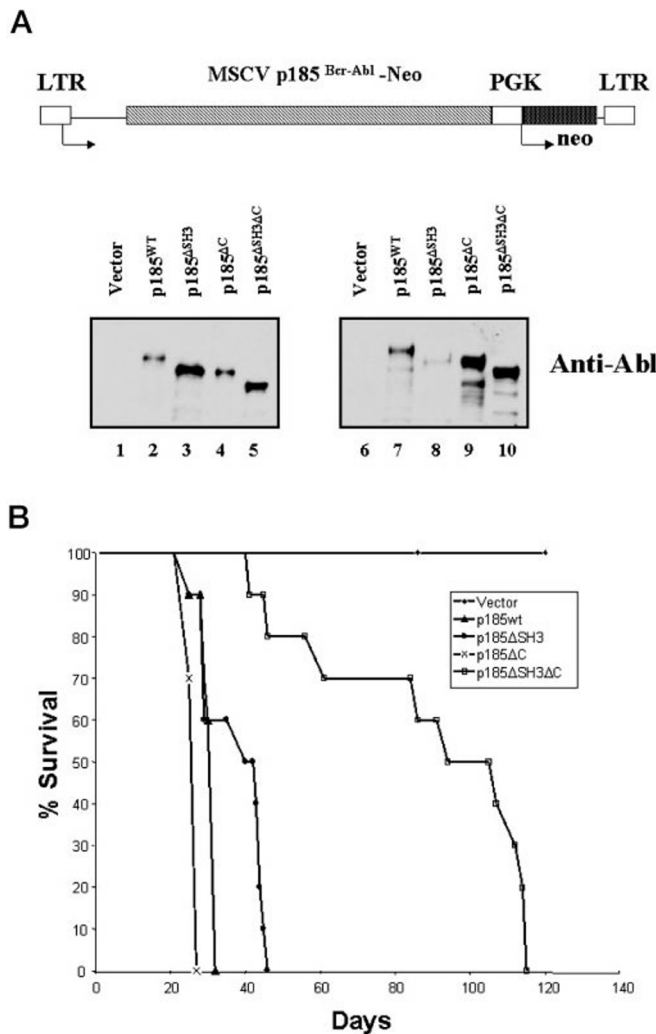 A
LTR
MSCV p185 Bcr-Abl -Neo
PGK
LTR
neo
Vector
p185WT
p185ΔSH3
p185ΔC
p185ΔSH3ΔC
Vector
p185WT
p185ΔSH3
p185ΔC
p185ΔSH3ΔC
Anti-Abl
1 2 3 4 5
6 7 8 9 10
B
% Survival
100
90
80
70
60
50
40
30
20
10
0
Vector
p185wt
p185ΔSH3
p185ΔC
p185ΔSH3ΔC
0 20 40 60 80 100 120 140
Days